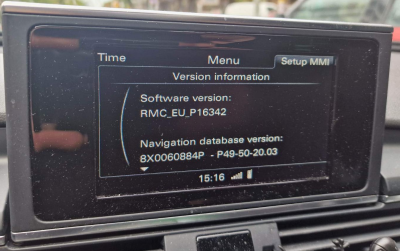 Time Menu Setup MMI
Version information
Software version:
RMC_EU_P16342
Navigation database version:
8X0060884P - P49-50-20.03
15:16